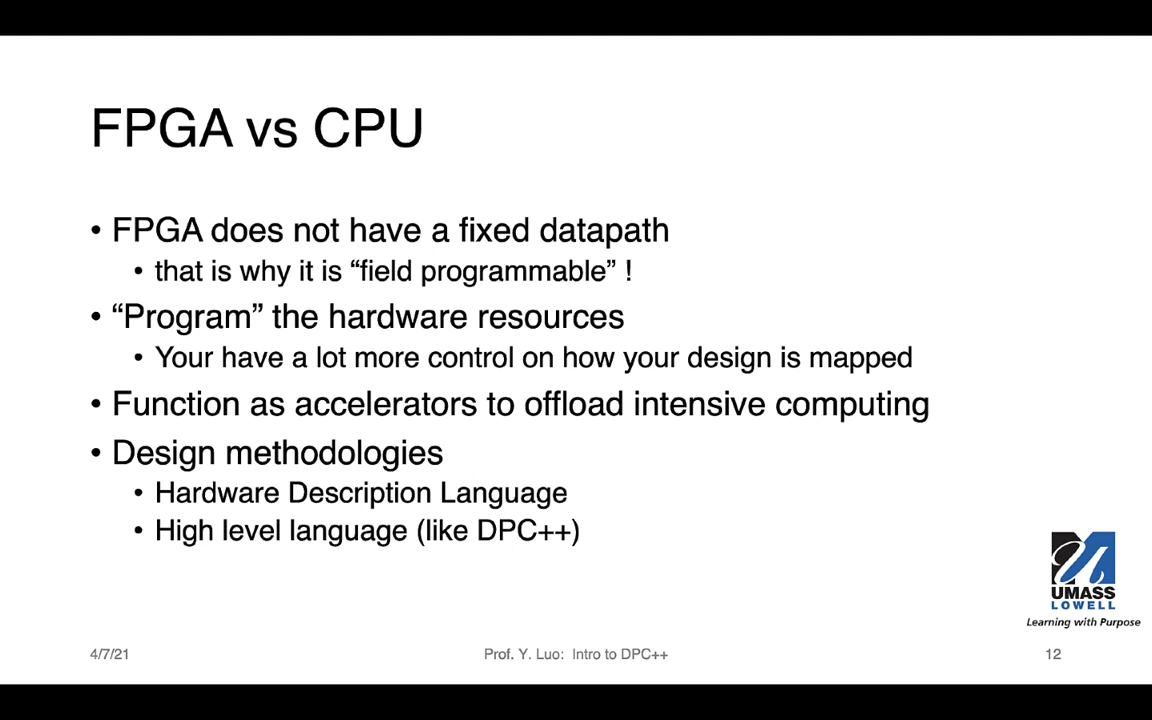 FPGA vs CPU
• FPGA does not have a fixed datapath
• that is why it is “field programmable” !
• “Program” the hardware resources
• Your have a lot more control on how your design is mapped
• Function as accelerators to offload intensive computing
• Design methodologies
• Hardware Description Language
• High level language (like DPC++)
UMASS
LOWELL
Learning with Purpose
4/7/21
Prof. Y. Luo: Intro to DPC++
12